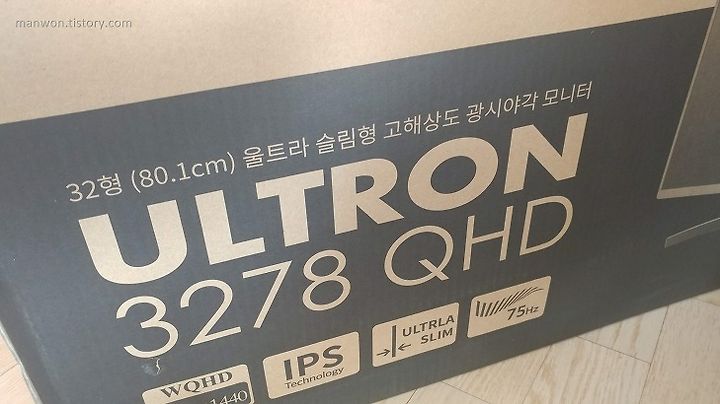 manwon.tistory.com
32형 (80.1cm) 울트라 슬림형 고해상도 광시야각 모니터
ULTRON
3278 QHD
WQHD
1440
IPS
Technology
ULTRLA
SLIM
75Hz